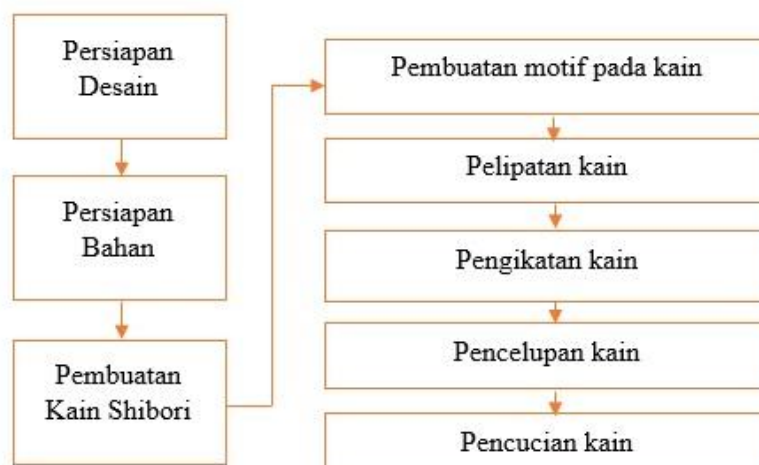 Persiapan
Desain
Persiapan
Bahan
Pembuatan
Kain Shibori
Pembuatan motif pada kain
Pelipatan kain
Pengikatan kain
Pencelupan kain
Pencucian kain